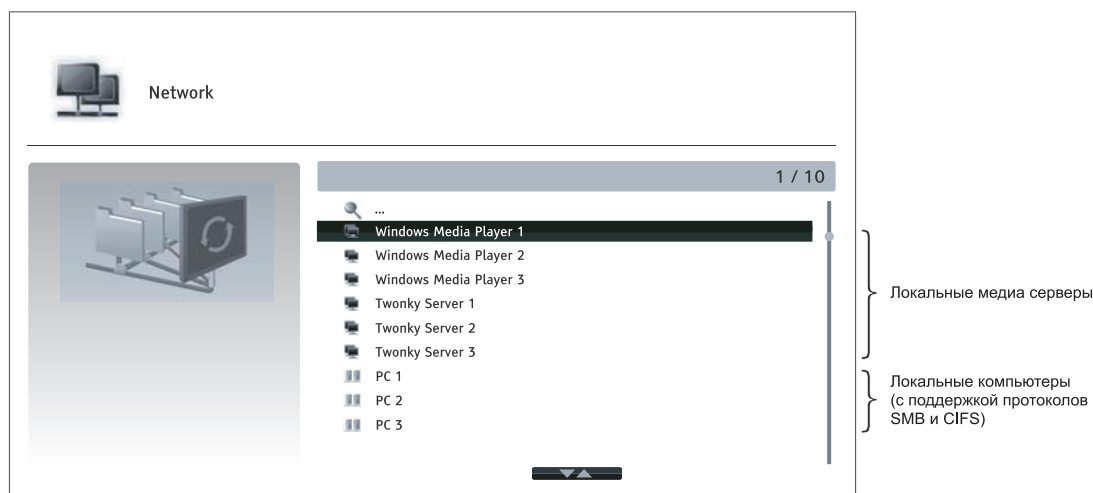 Network
1 / 10
...
Windows Media Player 1
Windows Media Player 2
Windows Media Player 3
Twonky Server 1
Twonky Server 2
Twonky Server 3
PC 1
PC 2
PC 3
Локальные медиа серверы
Локальные компьютеры
(с поддержкой протоколов
SMB и CIFS)